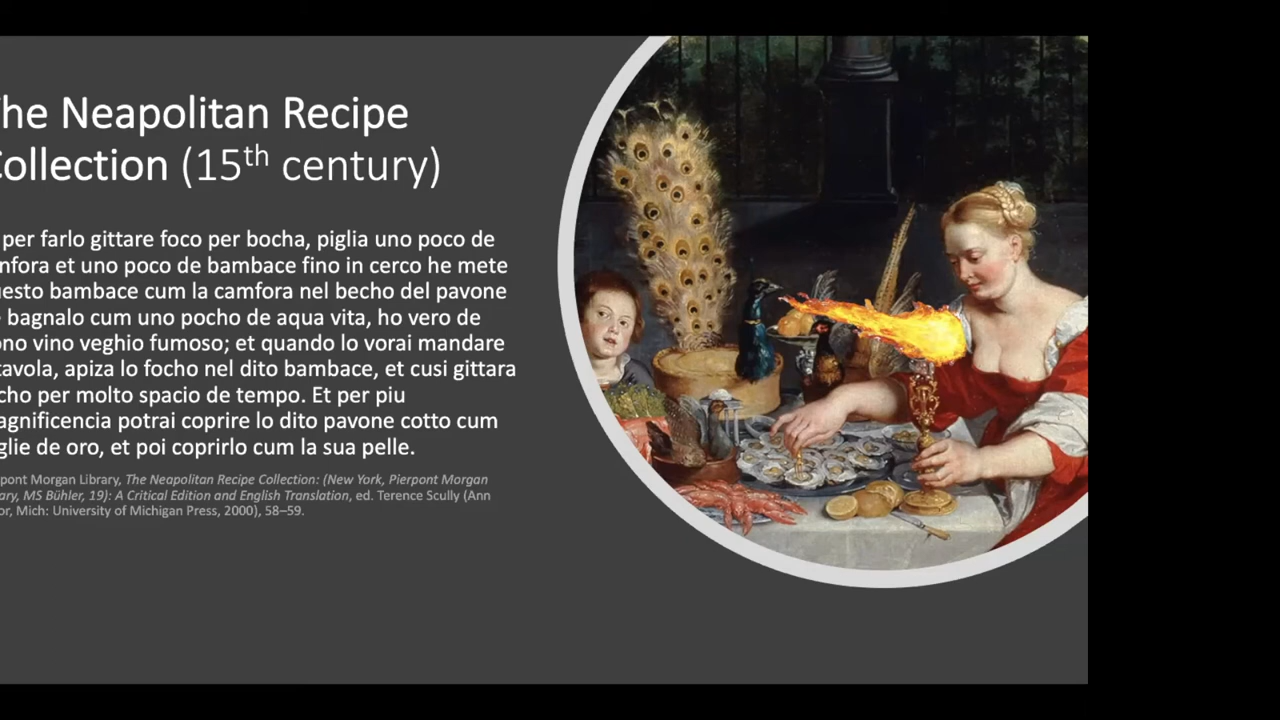 he Neapolitan Recipe
ollection (15th century)
per farlo gittare foco per bocha, piglia uno poco de
nfora et uno poco de bambace fino in cerco he mete
esto bambace cum la camfora nel becho del pavone
bagnalo cum uno pocho de aqua vita, ho vero de
no vino veghio fumoso; et quando lo vorai mandare
tavola, apiza lo focho nel dito bambace, et cusi gittara
cho per molto spacio de tempo. Et per piu
agnificencia potrai coprire lo dito pavone cotto cum
glie de oro, et poi coprirlo cum la sua pelle.
pont Morgan Library, The Neapolitan Recipe Collection: (New York, Pierpont Morgan
ary, MS Bühler, 19): A Critical Edition and English Translation, ed. Terence Scully (Ann
or, Mich: University of Michigan Press, 2000), 58–59.